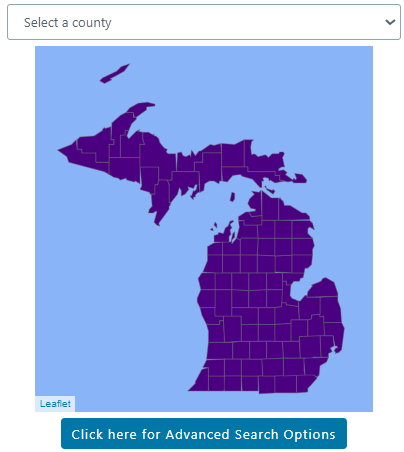 Select a county
Leaflet
Click here for Advanced Search Options